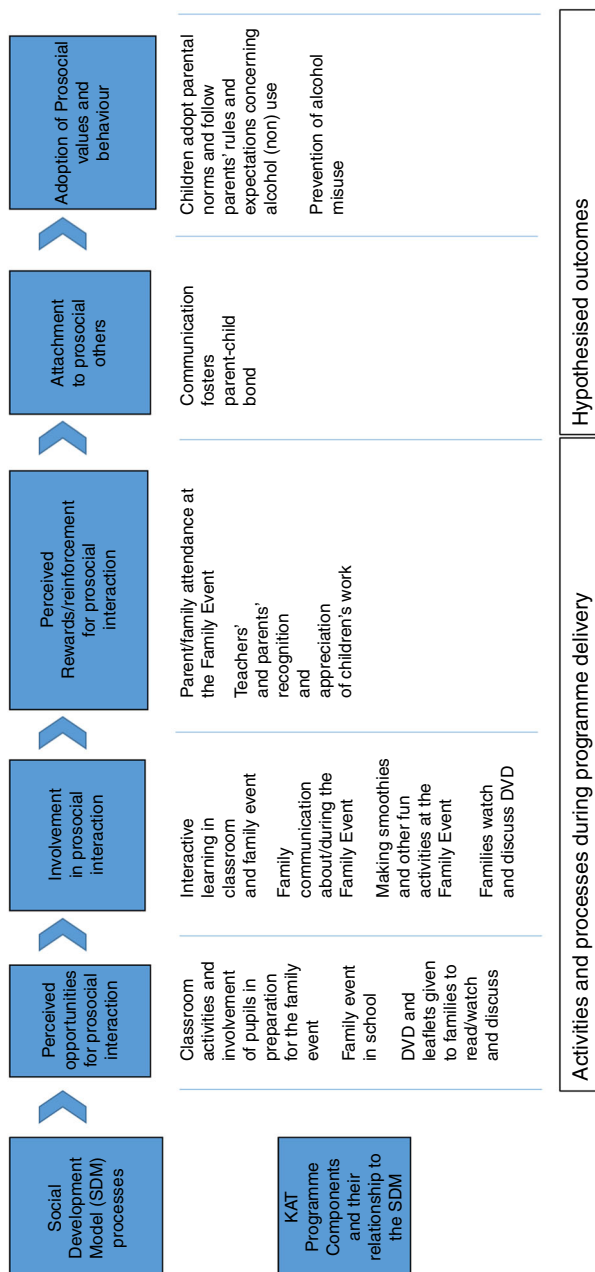 Social
Development
Model (SDM)
processes
Perceived
opportunities
for prosocial
interaction
Involvement
in prosocial
interaction
Perceived
Rewards/reinforcement
for prosocial
interaction
Attachment
to prosocial
others
Adoption of Prosocial
values and
behaviour
KAT
Programme
Components
and their
relationship to
the SDM
Classroom
activities and
involvement
of pupils in
preparation
for the family
event
Family event
in school
DVD and
leaflets given
to families to
read/watch
and discuss
Interactive
learning in
classroom
and family event
Family
communication
about/during the
Family Event
Making smoothies
and other fun
activities at the
Family Event
Families watch
and discuss DVD
Parent/family attendance at
the Family Event
Teachers’
and parents’
recognition
and
appreciation
of children’s work
Communication
fosters
parent-child
bond
Children adopt parental
norms and follow
parents’ rules and
expectations concerning
alcohol (non) use
Prevention of alcohol
misuse
Activities and processes during programme delivery
Hypothesised outcomes